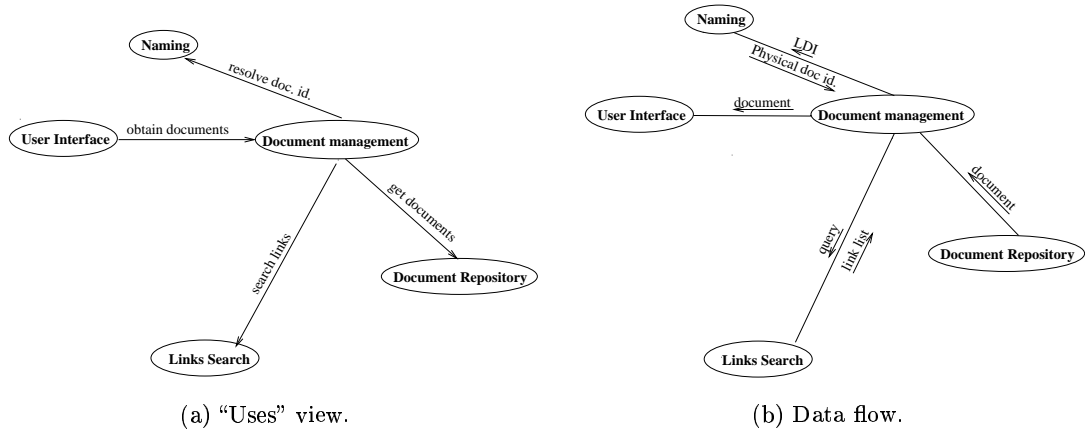 Naming
resolve doc. id.
User Interface
obtain documents
Document management
get documents
search links
Document Repository
Links Search
(a) “Uses” view.
Naming
LDI
Physical doc id.
User Interface
document
Document management
document
query
link list
Document Repository
Links Search
(b) Data flow.